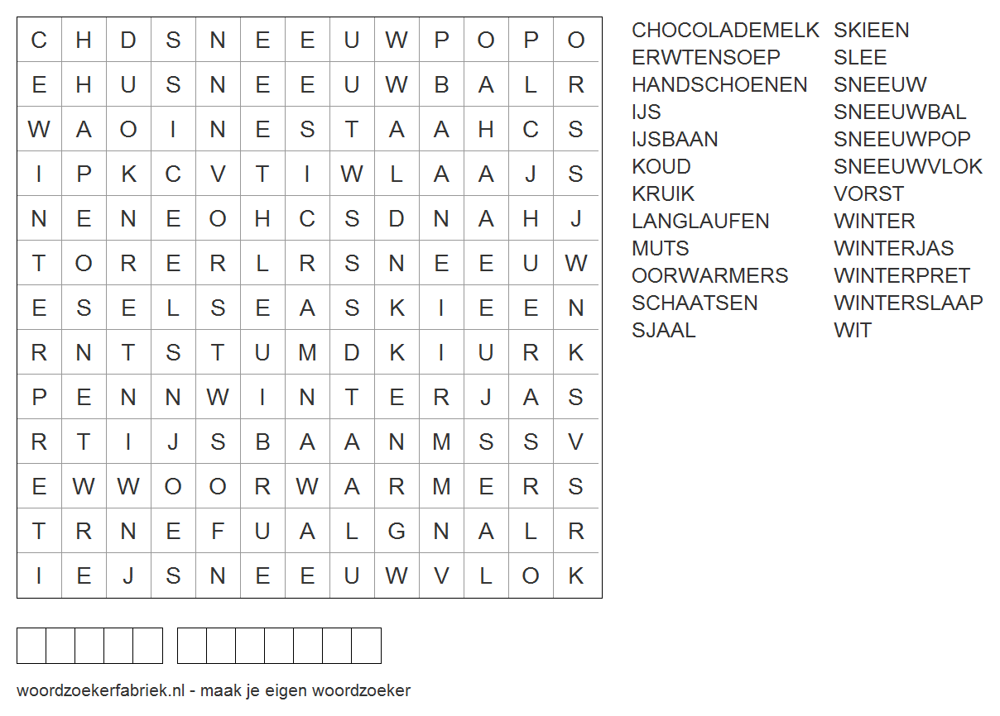 C H D S N E E U W P O P O
E H U S N E E U W B A L R
W A O I N E S T A A H C S
I P K C V T I W L A A J S
N E N E O H C S D N A H J
T O R E R L R S N E E U W
E S E L S E A S K I E E N
R N T S T U M D K I U R K
P E N N W I N T E R J A S
R T I J S B A A N M S S V
E W W O O R W A R M E R S
T R N E F U A L G N A L R
I E J S N E E U W V L O K
CHOCOLADEMELK
ERWTENSOEP
HANDSCHOENEN
IJS
IJSBAAN
KOUD
KRUIK
LANGLAUFEN
MUTS
OORWARMERS
SCHAATSEN
SJAAL
SKIEEN
SLEE
SNEEUW
SNEEUWBAL
SNEEUWPOP
SNEEUWVLOK
VORST
WINTER
WINTERJAS
WINTERPRET
WINTERSLAAP
WIT
woordzoekerfabriek.nl - maak je eigen woordzoeker